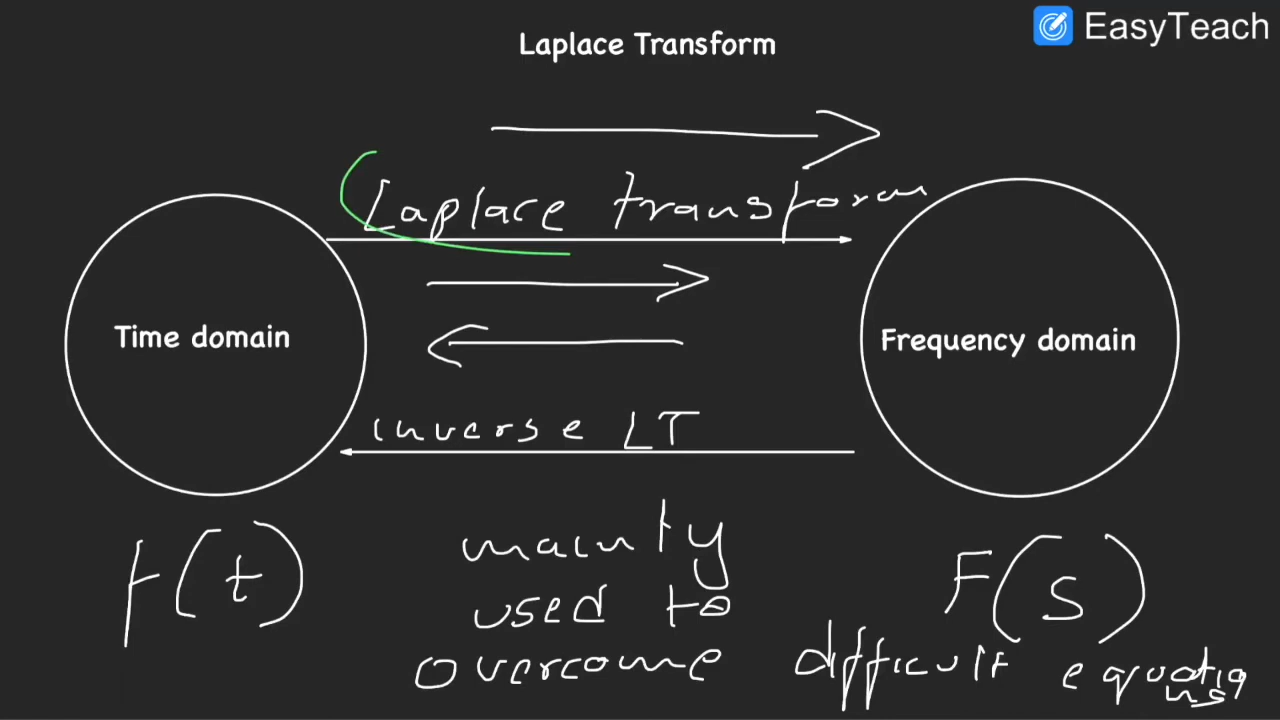 Laplace Transform
EasyTeach
Laplace transform
Time domain
Frequency domain
inverse LT
f(t)
mainly
used to
overcome difficult equations
F(s)